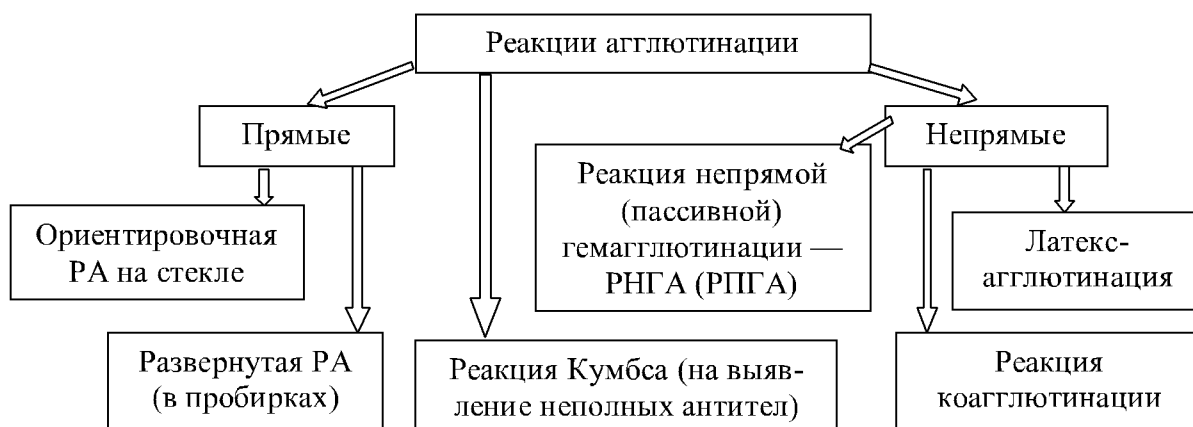 Реакции агглютинации
Прямые
Непрямые
Реакция непрямой
(пассивной)
гемагглютинации —
РНГА (РПГА)
Ориентировочная
РА на стекле
Латекс-
агглютинация
Развернутая РА
(в пробирках)
Реакция Кумбса (на выяв-
ление неполных антител)
Реакция
коагглютинации